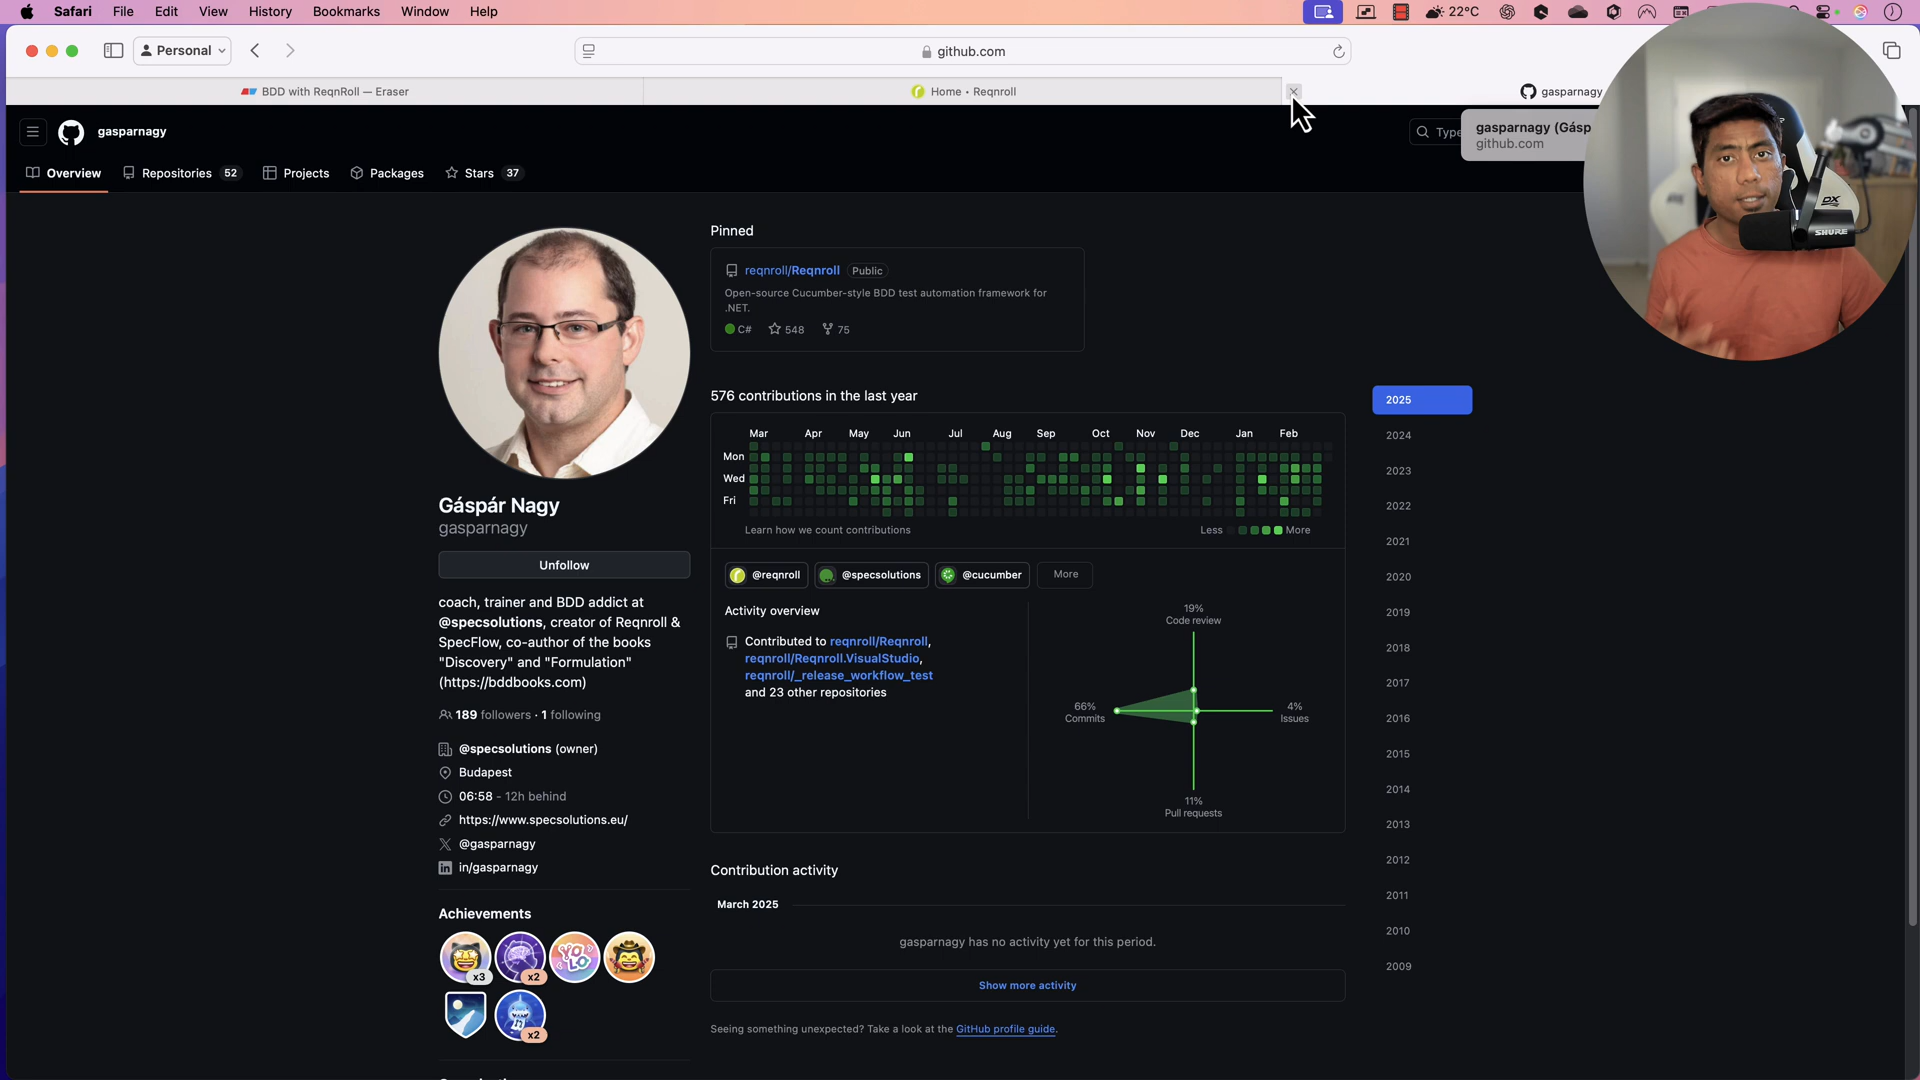 Safari File Edit View History Bookmarks Window Help
22°C
Personal
github.com
BDD with ReqnRoll — Eraser
Home • Reqnroll
gasparnagy
gasparnagy
Type
gasparnagy (Gásp
github.com
Overview
Repositories 52
Projects
Packages
Stars 37
Pinned
reqnroll/Reqnroll Public
Open-source Cucumber-style BDD test automation framework for
.NET.
C# 548 75
576 contributions in the last year
Mar Apr May Jun Jul Aug Sep Oct Nov Dec Jan Feb
Mon
Wed
Fri
Learn how we count contributions
Less More
@reqnroll @specsolutions @cucumber More
Activity overview
Contributed to reqnroll/Reqnroll,
reqnroll/Reqnroll.VisualStudio,
reqnroll/_release_workflow_test
and 23 other repositories
19%
Code review
66%
Commits
4%
Issues
11%
Pull requests
Contribution activity
March 2025
gasparnagy has no activity yet for this period.
Show more activity
Seeing something unexpected? Take a look at the GitHub profile guide.
Gáspár Nagy
gasparnagy
Unfollow
coach, trainer and BDD addict at
@specsolutions, creator of Reqnroll &
SpecFlow, co-author of the books
"Discovery" and "Formulation"
(https://bddbooks.com)
189 followers · 1 following
@specsolutions (owner)
Budapest
06:58 - 12h behind
https://www.specsolutions.eu/
@gasparnagy
in/gasparnagy
Achievements
x3
x2
YOLO
x2
2025
2024
2023
2022
2021
2020
2019
2018
2017
2016
2015
2014
2013
2012
2011
2010
2009
DX
SHURE